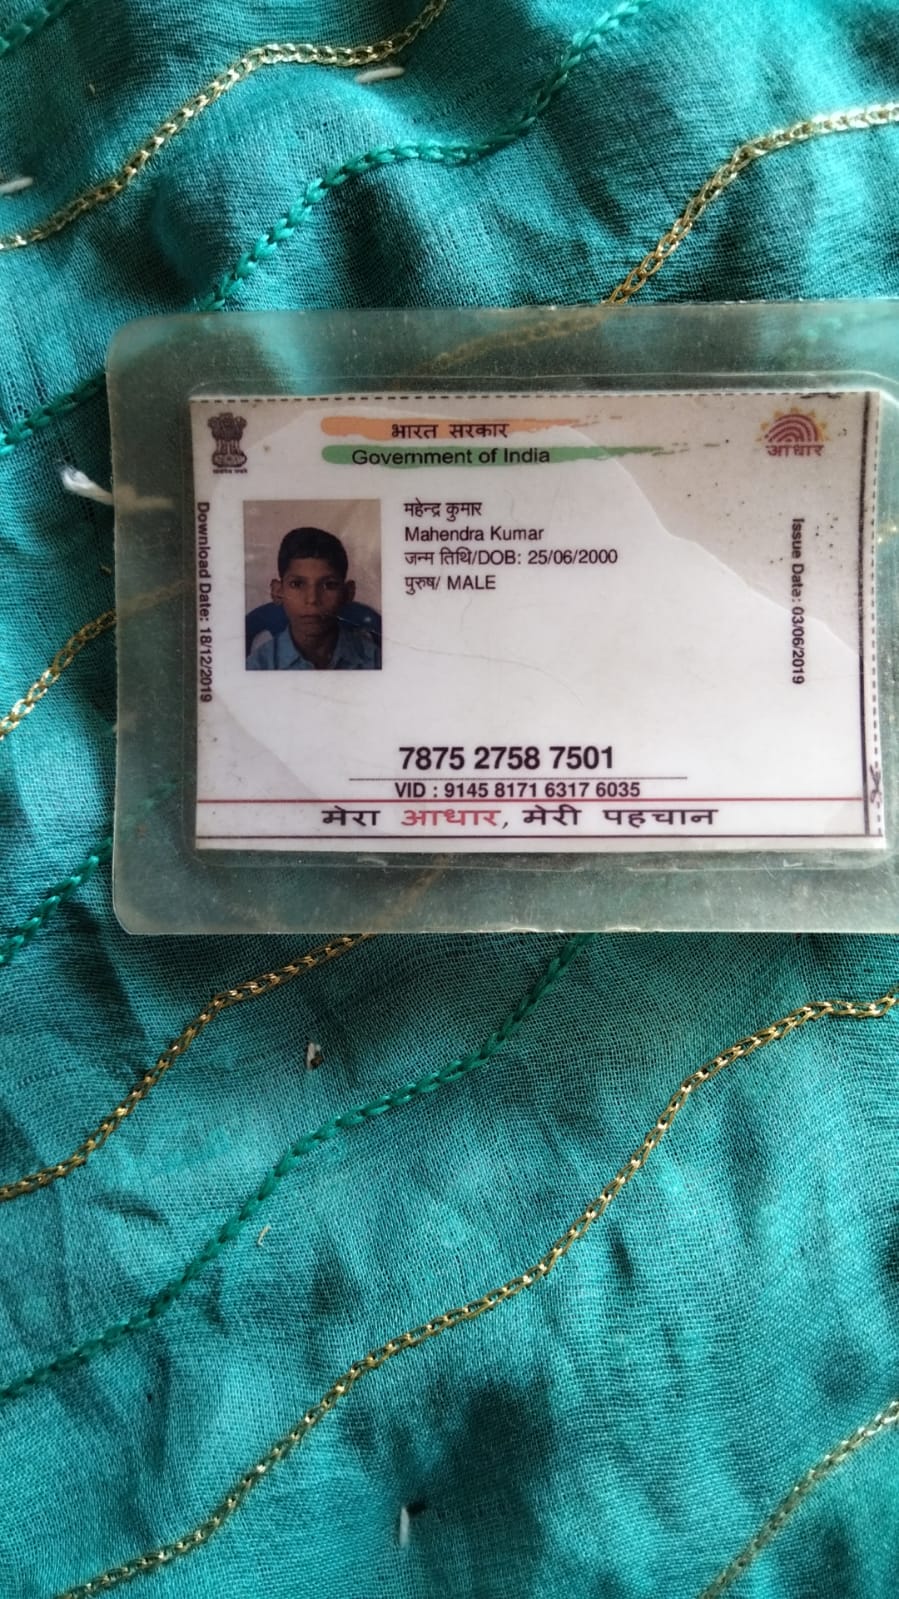 भारत सरकार
Government of India
आधार
Download Date: 18/12/2019
महेन्द्र कुमार
Mahendra Kumar
जन्म तिथि/DOB: 25/06/2000
पुरुष/ MALE
Issue Date: 03/06/2019
7875 2758 7501
VID : 9145 8171 6317 6035
मेरा आधार, मेरी पहचान